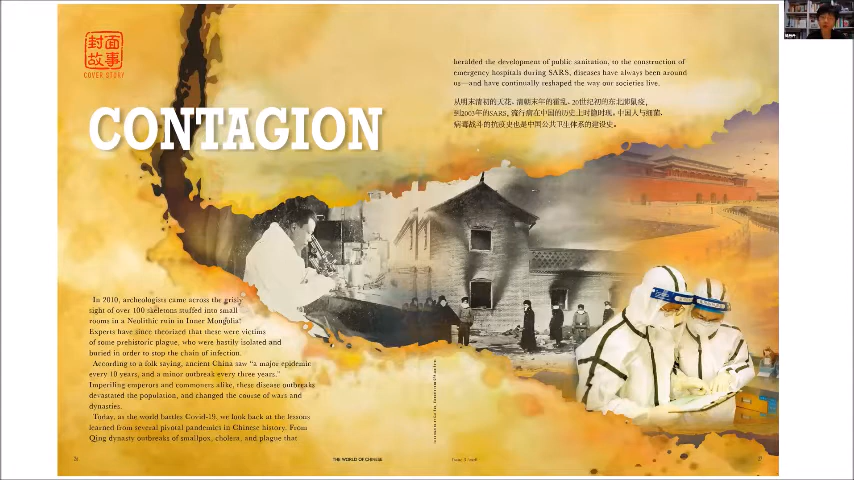 封面
故事
COVER STORY
CONTAGION
In 2010, archeologists came across the grisly
sight of over 100 skeletons stuffed into small
rooms in a Neolithic ruin in Inner Mongolia.
Experts have since theorized that these were victims
of some prehistoric plague, who were hastily isolated and
buried in order to stop the chain of infection.
According to a folk saying, ancient China saw “a major epidemic
every 10 years, and a minor outbreak every three years.”
Imperiling emperors and commoners alike, these disease outbreaks
devastated the population, and changed the course of wars and
dynasties.
Today, as the world battles Covid-19, we look back at the lessons
learned from several pivotal pandemics in Chinese history. From
Qing dynasty outbreaks of smallpox, cholera, and plague that
heralded the development of public sanitation, to the construction of
emergency hospitals during SARS, diseases have always been around
us—and have continually reshaped the way our societies live.
从明末清初的天花、清朝末年的霍乱、20世纪初的东北肺鼠疫，
到2003年的SARS，流行病在中国的历史上时隐时现。中国人与细菌、
病毒战斗的抗疫史也是中国公共卫生体系的建设史。
THE WORLD OF CHINESE